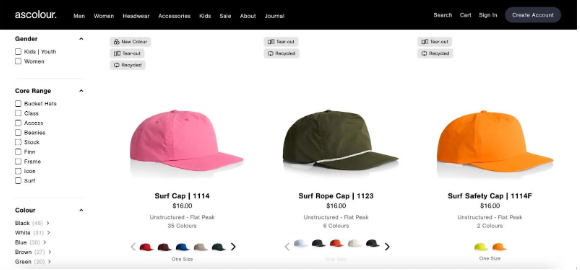 ascolour.
Men Women Headwear Accessories Kids Sale About Journal
Search Cart Sign In Create Account
Gender
Kids | Youth
Women
Core Range
Bucket Hats
Class
Access
Beanies
Stock
Finn
Frame
Icon
Surf
Colour
Black (46)
White (31)
Blue (30)
Brown (27)
Green (20)
New Colour
Tear-out
Recycled
Surf Cap | 1114
$16.00
Unstructured - Flat Peak
35 Colours
One Size
Tear-out
Recycled
Surf Rope Cap | 1123
$16.00
Unstructured - Flat Peak
6 Colours
One Size
Tear-out
Recycled
Surf Safety Cap | 1114F
$16.00
Unstructured - Flat Peak
2 Colours
One Size